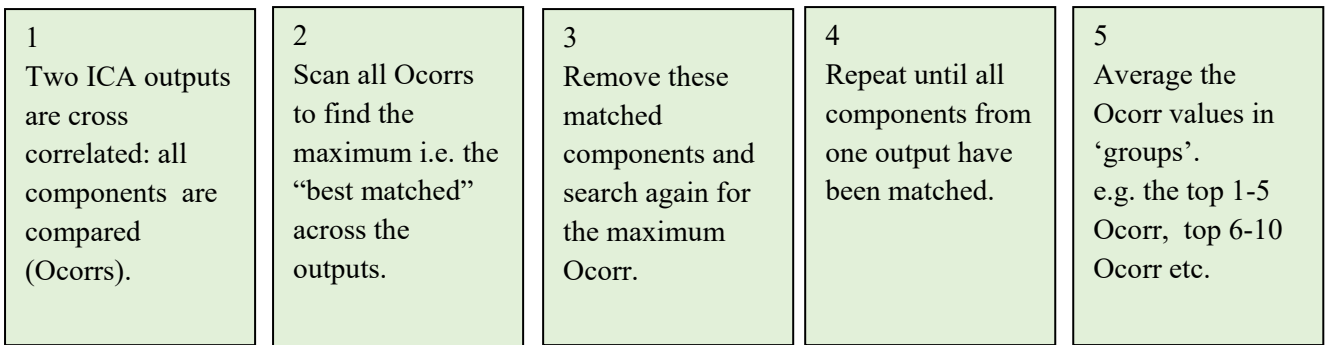 1
Two ICA outputs
are cross
correlated: all
components are
compared
(Ocorrs).
2
Scan all Ocorrs
to find the
maximum i.e. the
“best matched”
across the
outputs.
3
Remove these
matched
components and
search again for
the maximum
Ocorr.
4
Repeat until all
components from
one output have
been matched.
5
Average the
Ocorr values in
‘groups’.
e.g. the top 1-5
Ocorr, top 6-10
Ocorr etc.